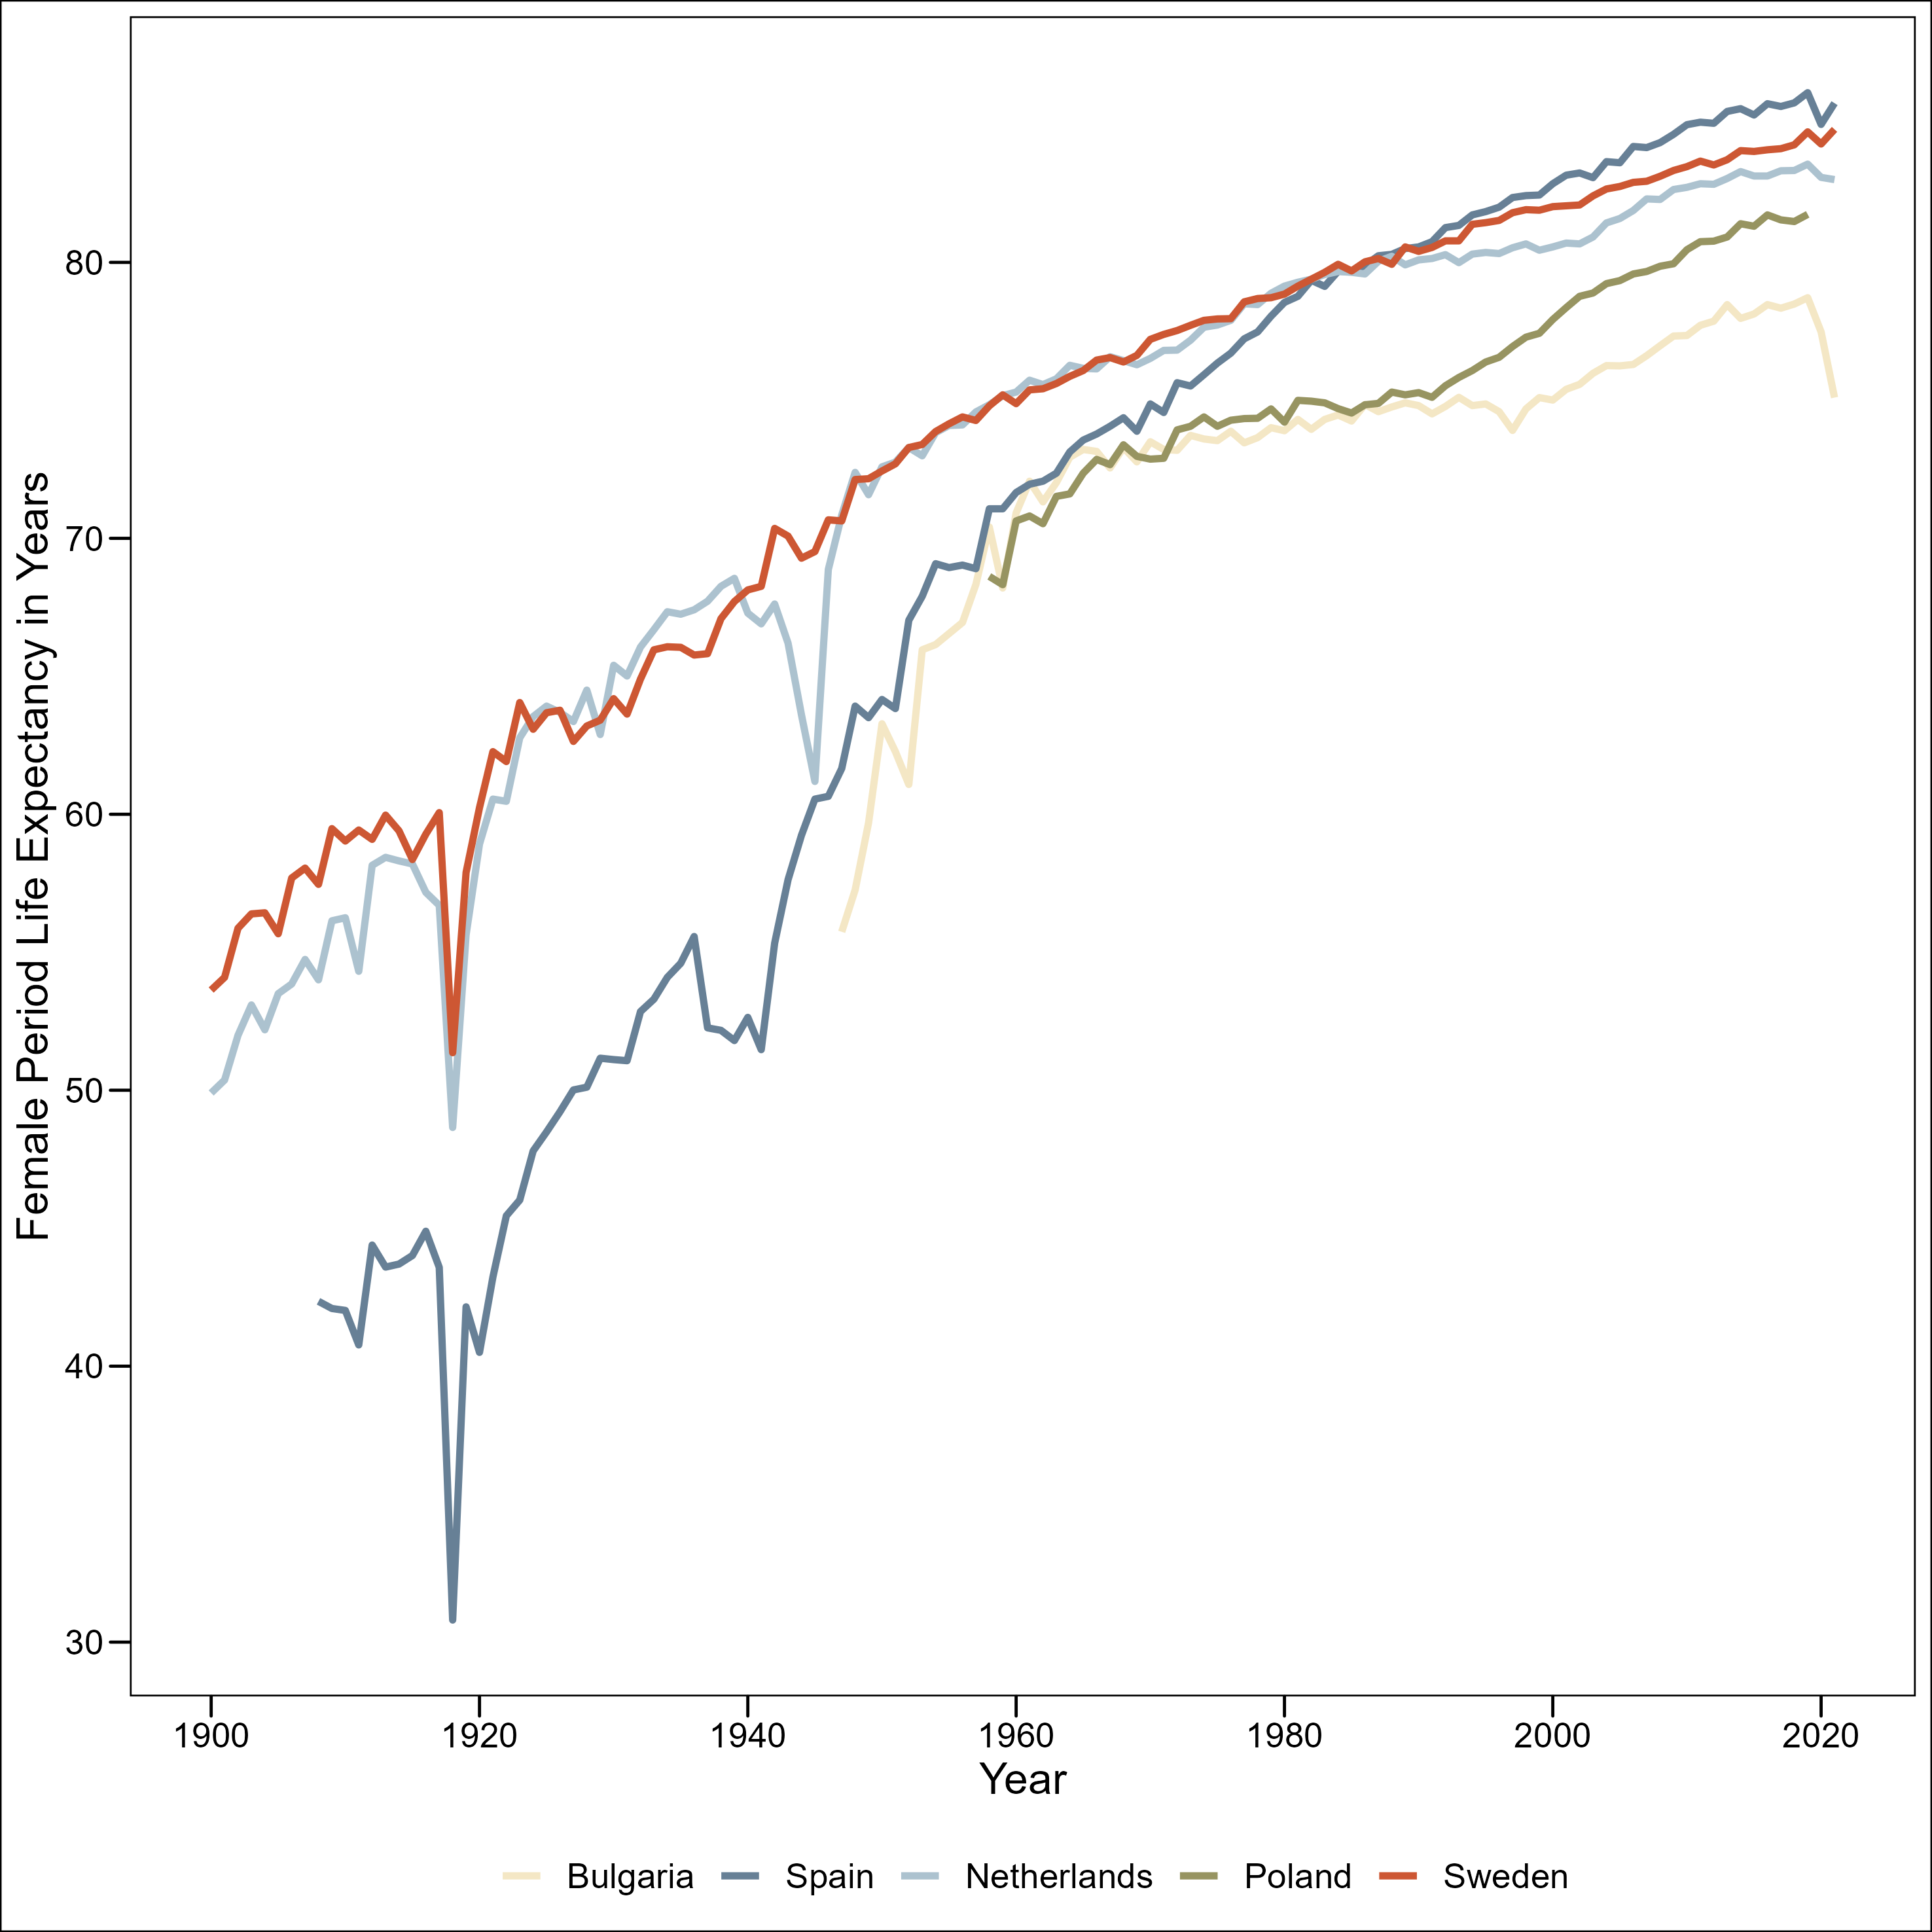 Female Period Life Expectancy in Years
80
70
60
50
40
30
1900 1920 1940 1960 1980 2000 2020
Year
Bulgaria Spain Netherlands Poland Sweden